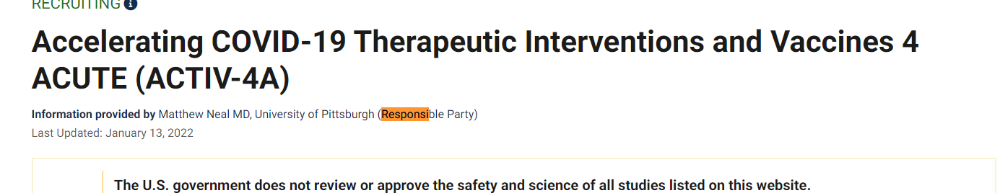 RECRUITING
Accelerating COVID-19 Therapeutic Interventions and Vaccines 4
ACUTE (ACTIV-4A)
Information provided by Matthew Neal MD, University of Pittsburgh (Responsible Party)
Last Updated: January 13, 2022
The U.S. government does not review or approve the safety and science of all studies listed on this website.